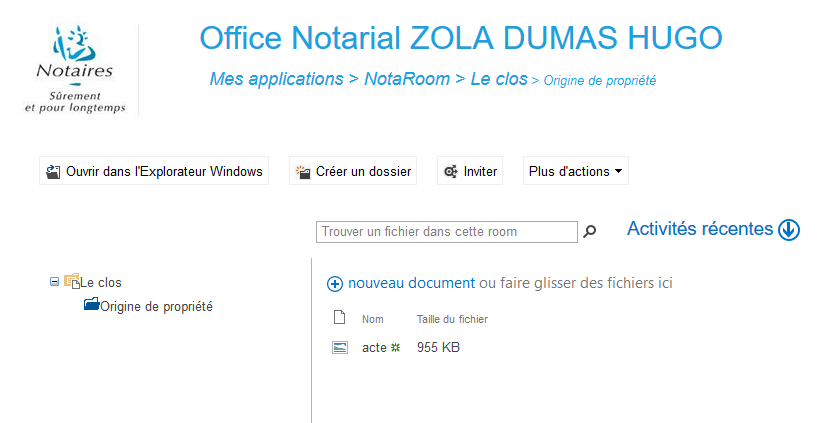 Office Notarial ZOLA DUMAS HUGO
Notaires
Sûrement
et pour longtemps
Mes applications > NotaRoom > Le clos > Origine de propriété
Ouvrir dans l'Explorateur Windows
Créer un dossier
Inviter
Plus d'actions
Trouver un fichier dans cette room
Activités récentes
Le clos
Origine de propriété
nouveau document ou faire glisser des fichiers ici
Nom Taille du fichier
acte 955 KB